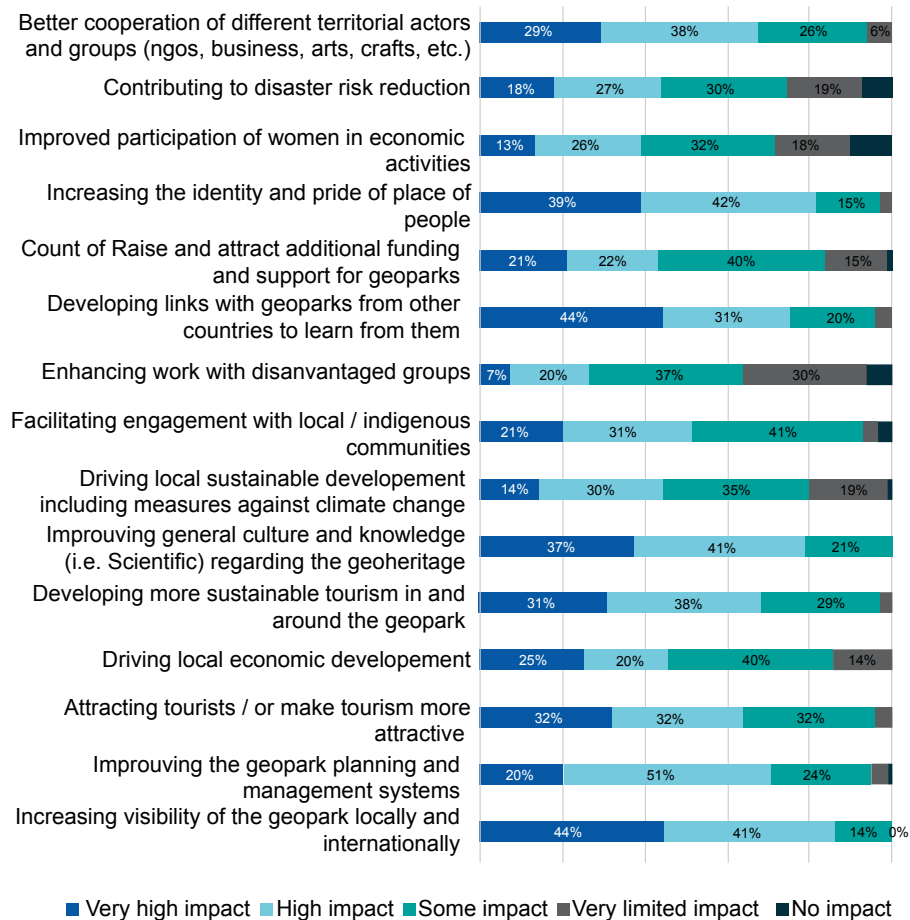 Better cooperation of different territorial actors
and groups (ngos, business, arts, crafts, etc.)
29% 38% 26% 6%
Contributing to disaster risk reduction
18% 27% 30% 19%
Improved participation of women in economic
activities
13% 26% 32% 18%
Increasing the identity and pride of place of
people
39% 42% 15%
Count of Raise and attract additional funding
and support for geoparks
21% 22% 40% 15%
Developing links with geoparks from other
countries to learn from them
44% 31% 20%
Enhancing work with disanvantaged groups
7% 20% 37% 30%
Facilitating engagement with local / indigenous
communities
21% 31% 41%
Driving local sustainable developement
including measures against climate change
14% 30% 35% 19%
Improuving general culture and knowledge
(i.e. Scientific) regarding the geoheritage
37% 41% 21%
Developing more sustainable tourism in and
around the geopark
31% 38% 29%
Driving local economic developement
25% 20% 40% 14%
Attracting tourists / or make tourism more
attractive
32% 32% 32%
Improuving the geopark planning and
management systems
20% 51% 24%
Increasing visibility of the geopark locally and
internationally
44% 41% 14% 0%
Very high impact High impact Some impact Very limited impact No impact